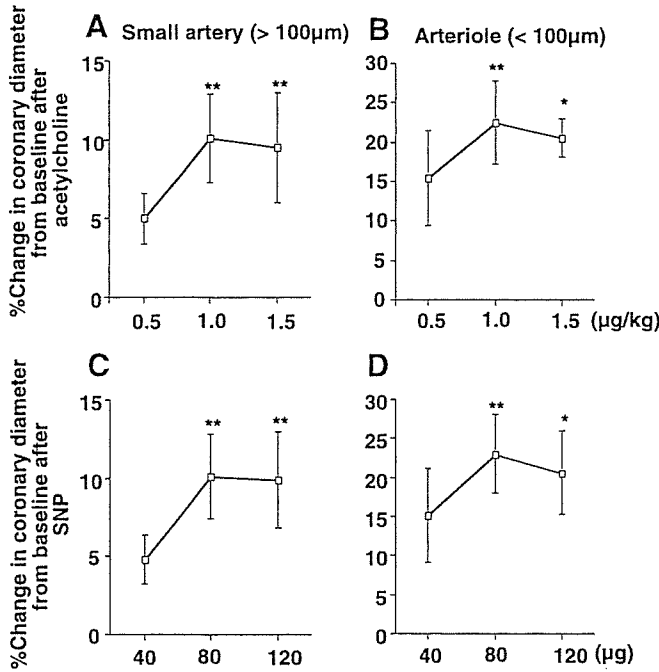 A Small artery (> 100µm)
B Arteriole (< 100µm)
%Change in coronary diameter
from baseline after
acetylcholine
15
10
5
0
** **
0.5 1.0 1.5
30
25
20
15
10
5
0
** *
0.5 1.0 1.5 (µg/kg)
C
%Change in coronary diameter
from baseline after
SNP
15
10
5
0
** **
40 80 120
D
30
25
20
15
10
5
0
** *
40 80 120 (µg)